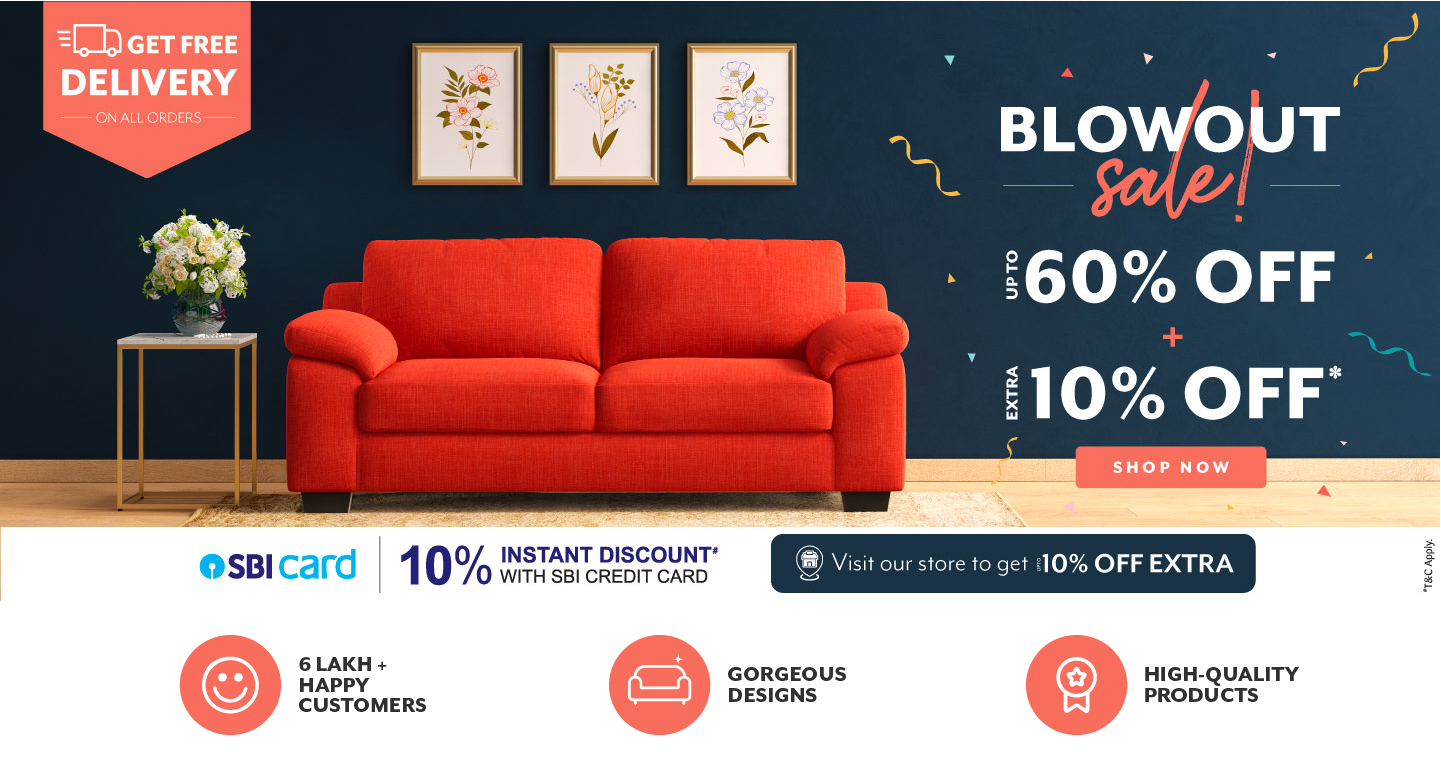 GET FREE
DELIVERY
ON ALL ORDERS
BLOWOUT
sale!
UPTO
60% OFF
+
EXTRA
10% OFF*
SHOP NOW
SBI card
10% INSTANT DISCOUNT#
WITH SBI CREDIT CARD
Visit our store to get UPTO 10% OFF EXTRA
*T&C Apply.
6 LAKH +
HAPPY
CUSTOMERS
GORGEOUS
DESIGNS
HIGH-QUALITY
PRODUCTS